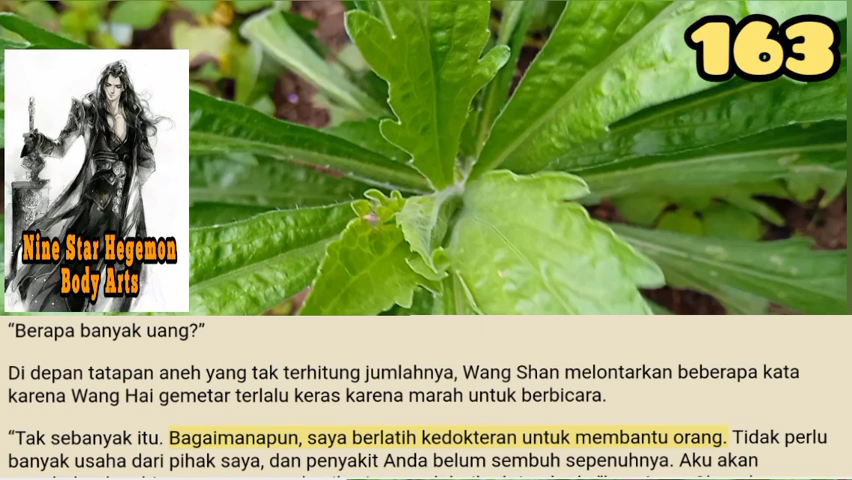 163
Nine Star Hegemon
Body Arts
“Berapa banyak uang?”
Di depan tatapan aneh yang tak terhitung jumlahnya, Wang Shan melontarkan beberapa kata
karena Wang Hai gemetar terlalu keras karena marah untuk berbicara.
“Tak sebanyak itu. Bagaimanapun, saya berlatih kedokteran untuk membantu orang. Tidak perlu
banyak usaha dari pihak saya, dan penyakit Anda belum sembuh sepenuhnya. Aku akan